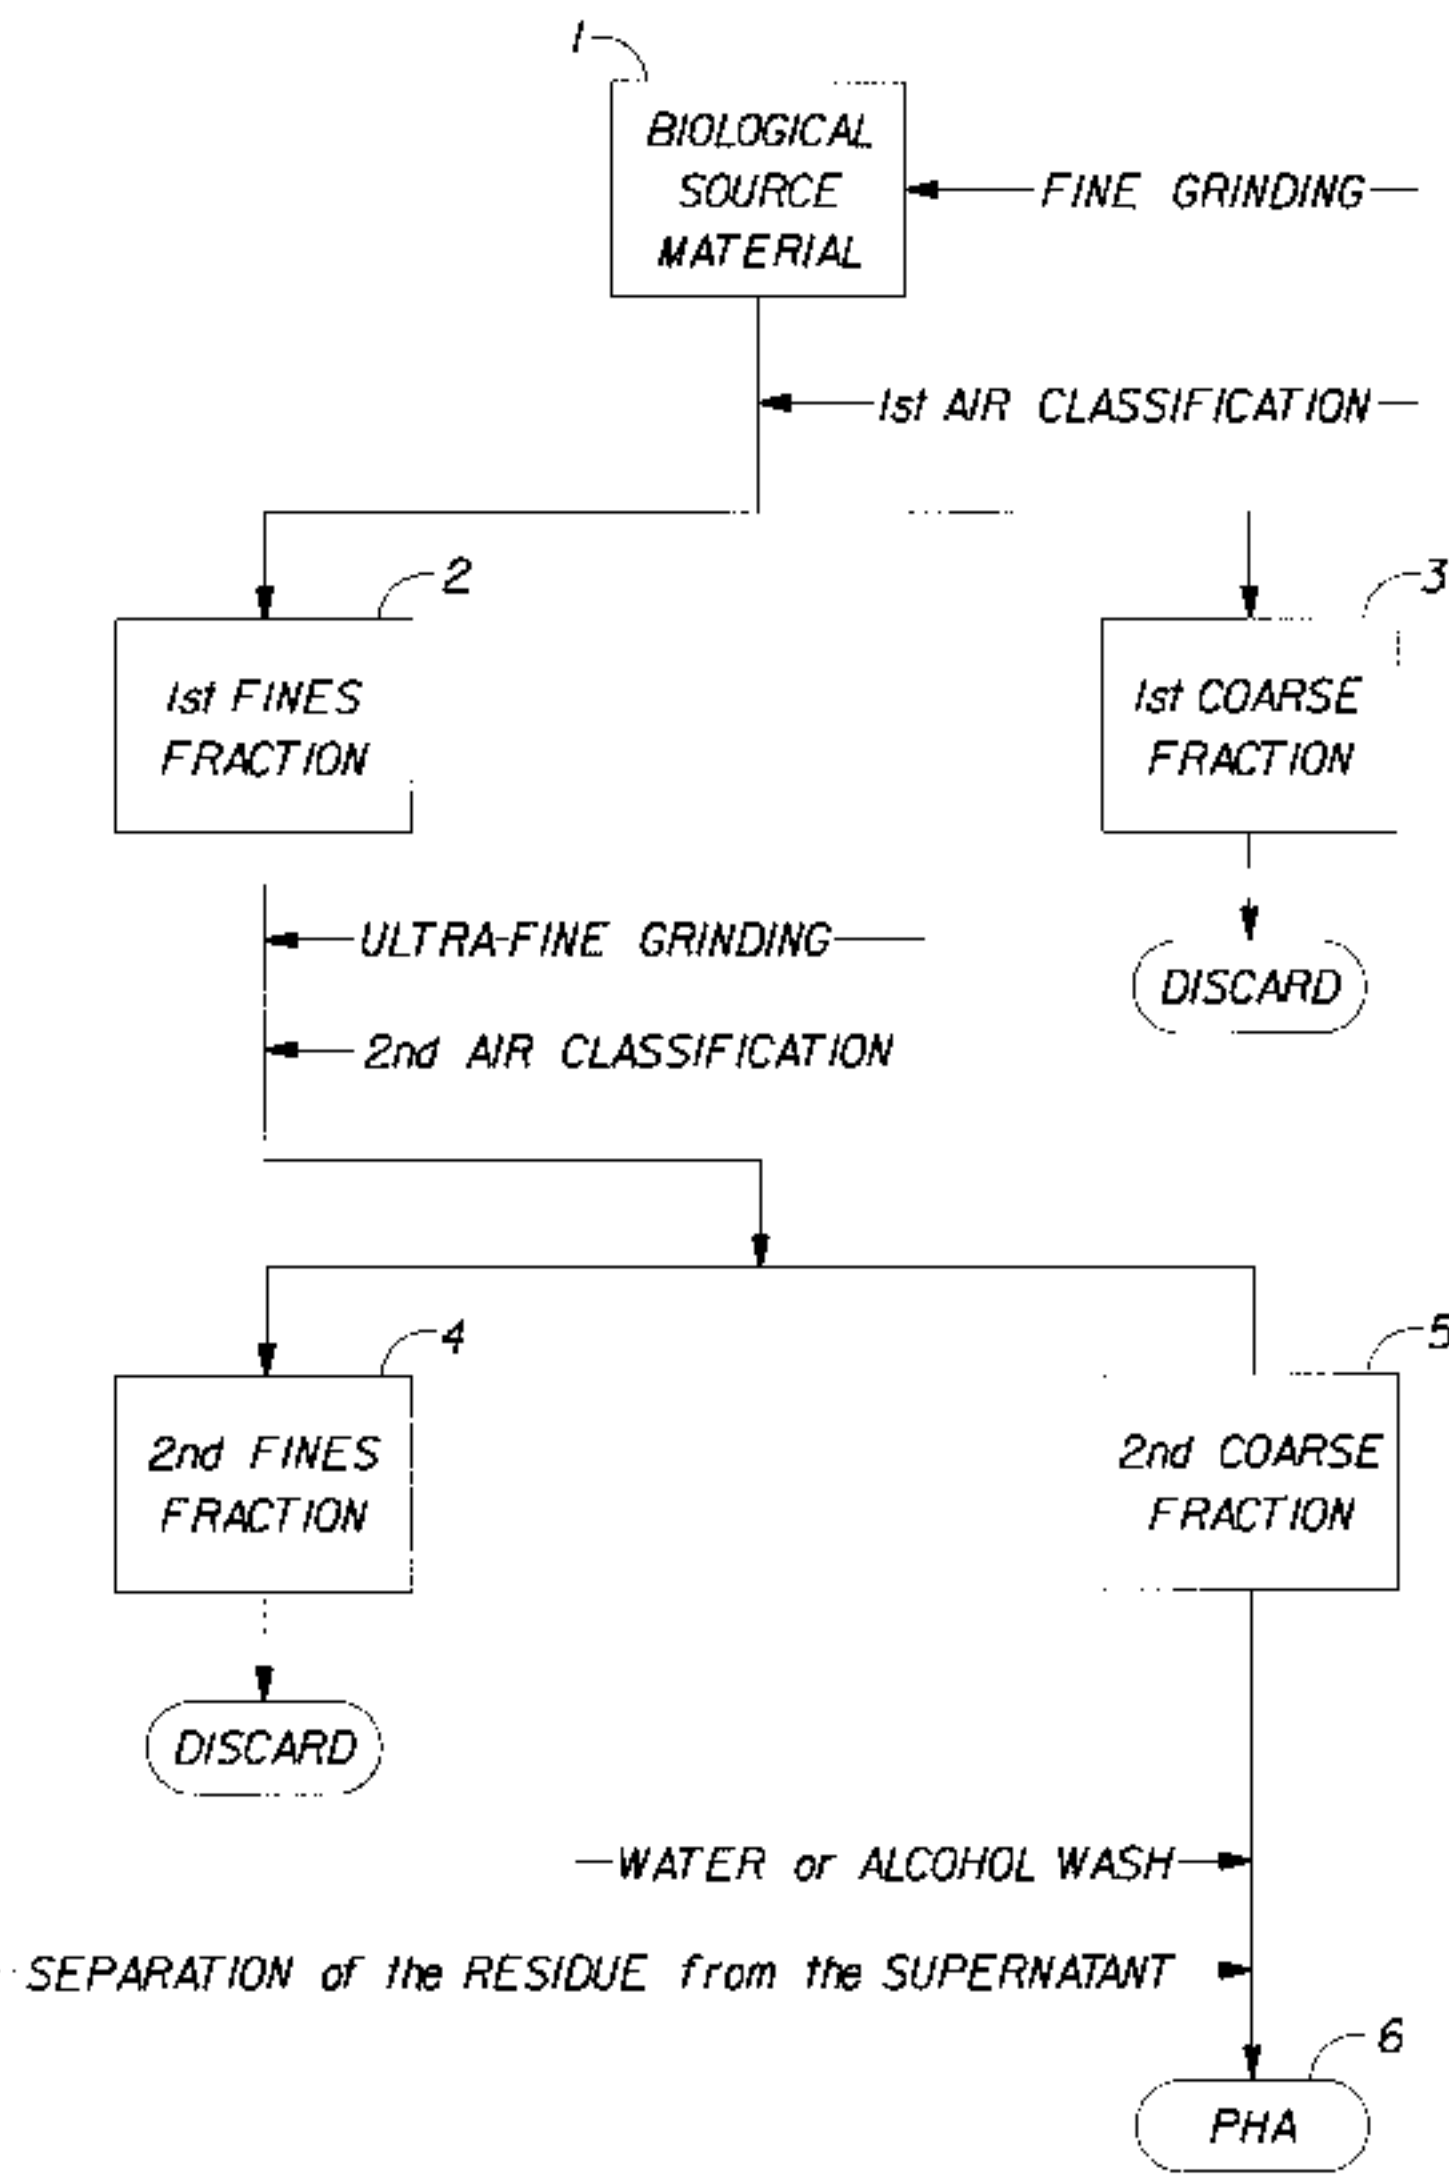 1
BIOLOGICAL
SOURCE
MATERIAL
FINE GRINDING
1st AIR CLASSIFICATION
2
3
1st FINES
FRACTION
1st COARSE
FRACTION
ULTRA-FINE GRINDING
DISCARD
2nd AIR CLASSIFICATION
4
5
2nd FINES
FRACTION
2nd COARSE
FRACTION
DISCARD
WATER or ALCOHOL WASH
SEPARATION of the RESIDUE from the SUPERNATANT
6
PHA